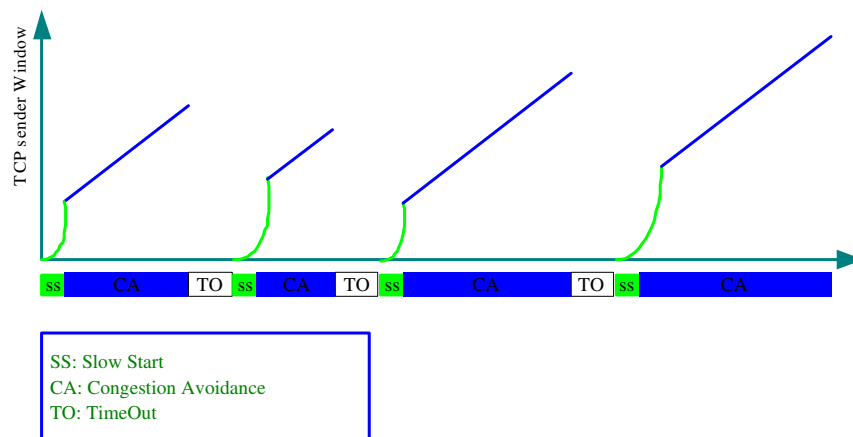 TCP sender Window
ss CA TO ss CA TO ss CA TO ss CA
SS: Slow Start
CA: Congestion Avoidance
TO: TimeOut